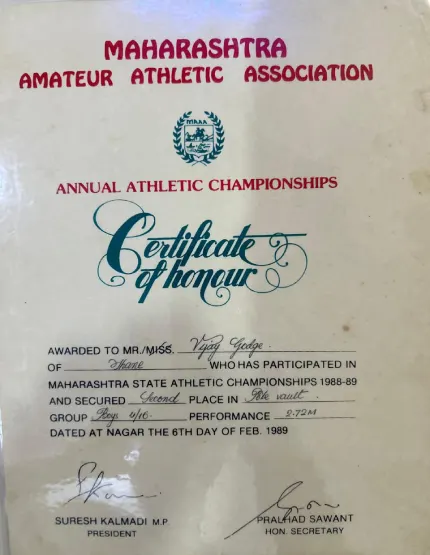 MAHARASHTRA
AMATEUR ATHLETIC ASSOCIATION
MAAA
ANNUAL ATHLETIC CHAMPIONSHIPS
Certificate
of honour
AWARDED TO MR./MISS. Vijay Godge.
OF Thane WHO HAS PARTICIPATED IN
MAHARASHTRA STATE ATHLETIC CHAMPIONSHIPS 1988-89
AND SECURED Second PLACE IN Pole vault
GROUP Boys u/16 PERFORMANCE 2.72M
DATED AT NAGAR THE 6TH DAY OF FEB. 1989
SURESH KALMADI M.P. PRALHAD SAWANT
PRESIDENT HON. SECRETARY